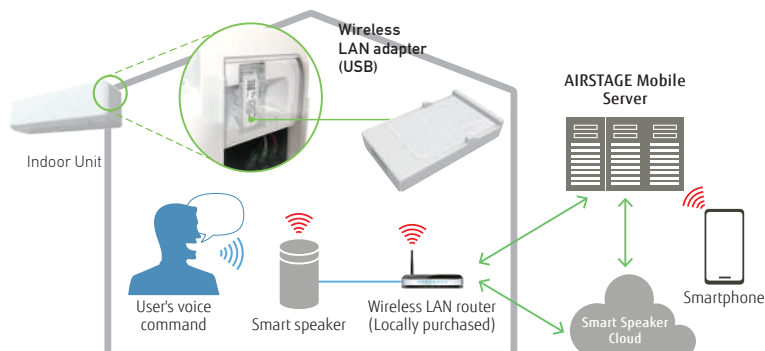 Wireless
LAN adapter
(USB)
AIRSTAGE Mobile
Server
Indoor Unit
User's voice
command
Smart speaker
Wireless LAN router
(Locally purchased)
Smart Speaker
Cloud
Smartphone